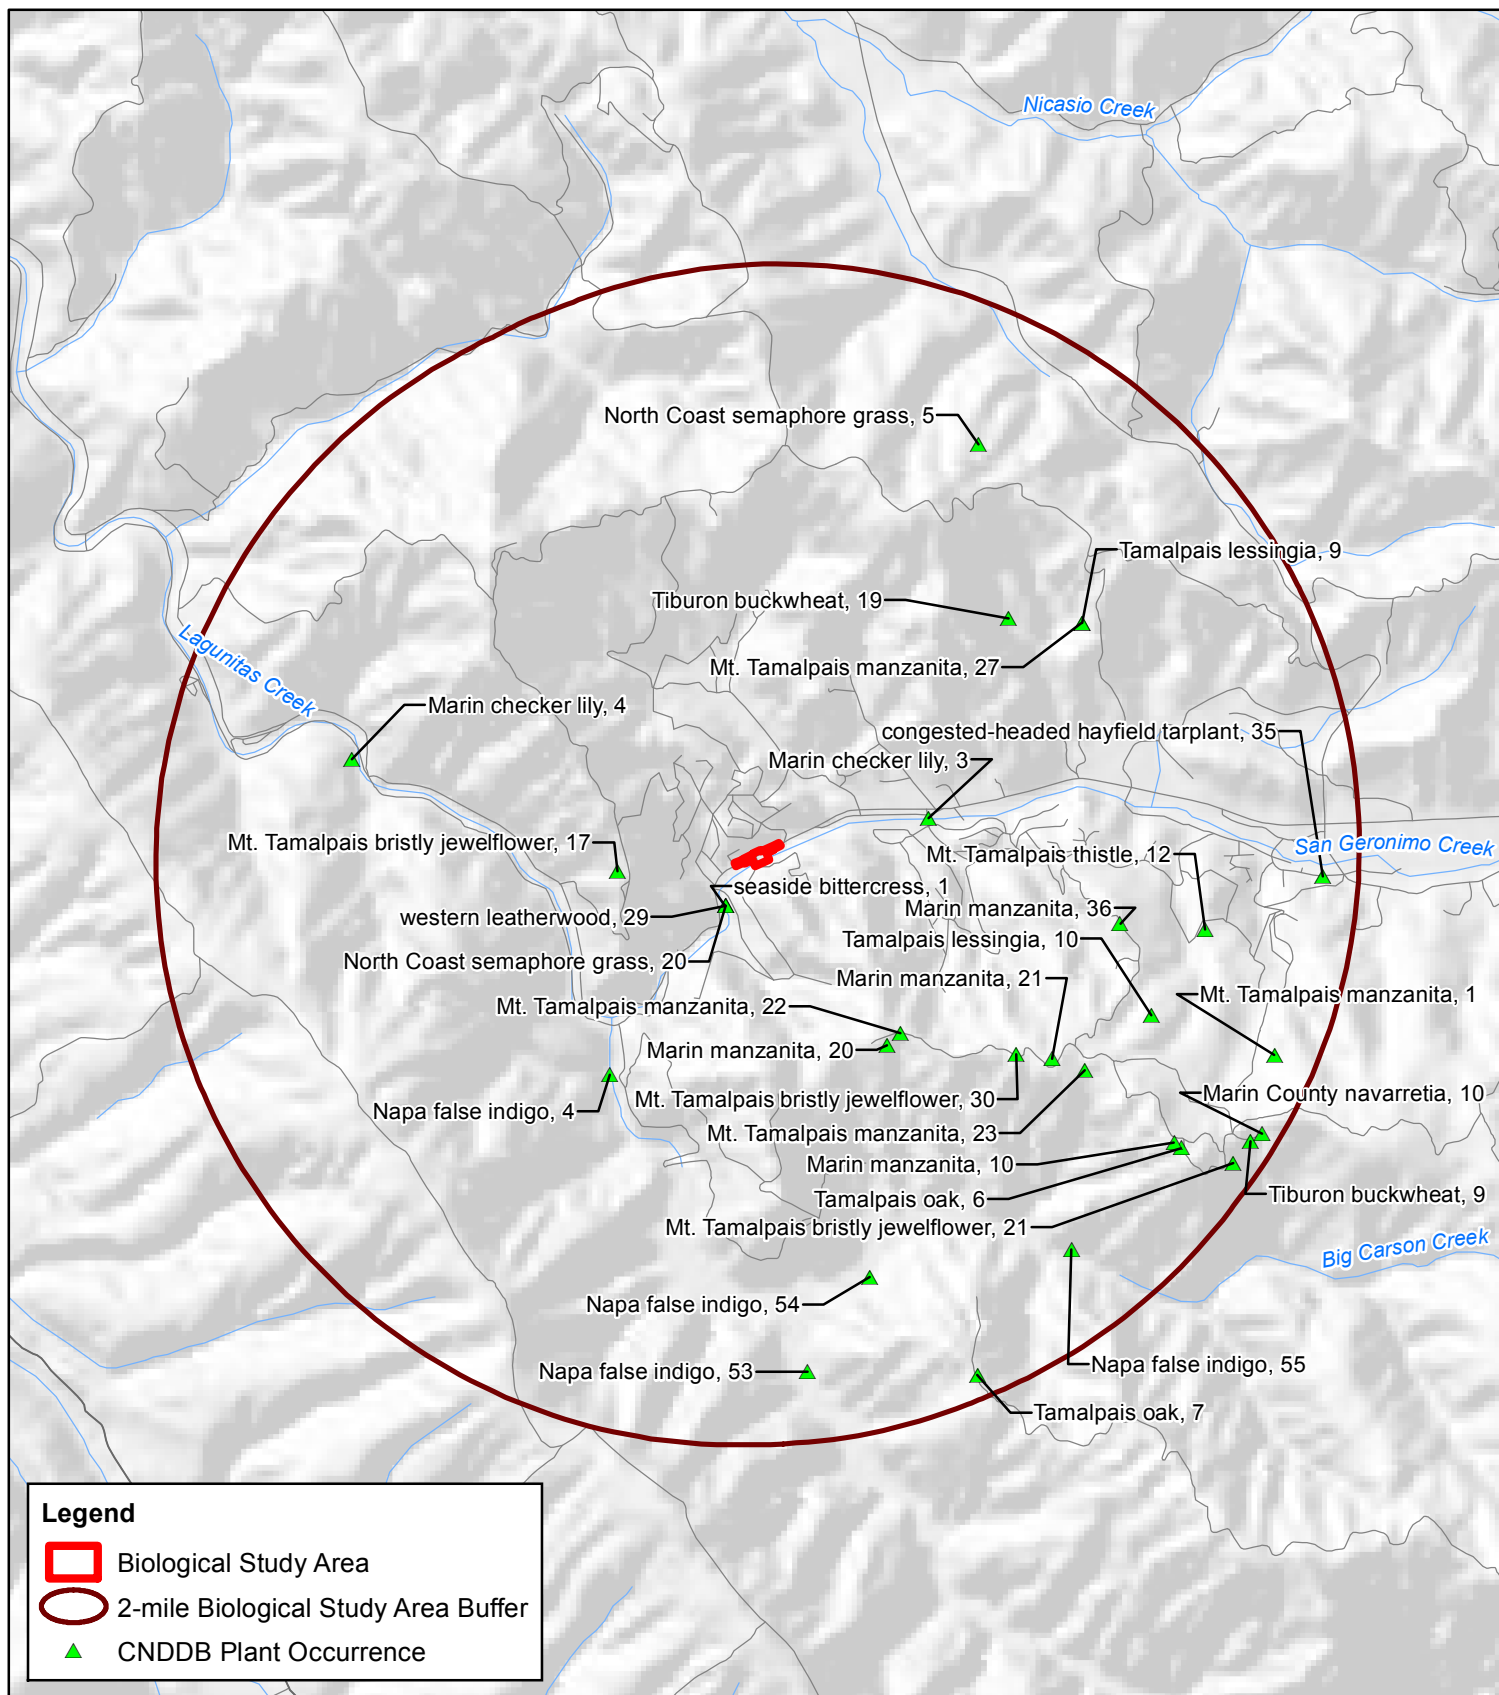 Nicasio Creek
North Coast semaphore grass, 5
Tamalpais lessingia, 9
Tiburon buckwheat, 19
Lagunitas Creek
Mt. Tamalpais manzanita, 27
Marin checker lily, 4
congested-headed hayfield tarplant, 35
Marin checker lily, 3
Mt. Tamalpais bristly jewelflower, 17
San Geronimo Creek
Mt. Tamalpais thistle, 12
seaside bittercress, 1
Marin manzanita, 36
western leatherwood, 29
Tamalpais lessingia, 10
North Coast semaphore grass, 20
Marin manzanita, 21
Mt. Tamalpais manzanita, 1
Mt. Tamalpais manzanita, 22
Marin manzanita, 20
Marin County navarretia, 10
Mt. Tamalpais bristly jewelflower, 30
Napa false indigo, 4
Mt. Tamalpais manzanita, 23
Marin manzanita, 10
Tiburon buckwheat, 9
Tamalpais oak, 6
Mt. Tamalpais bristly jewelflower, 21
Big Carson Creek
Napa false indigo, 54
Napa false indigo, 55
Napa false indigo, 53
Tamalpais oak, 7
Legend
Biological Study Area
2-mile Biological Study Area Buffer
CNDDB Plant Occurrence